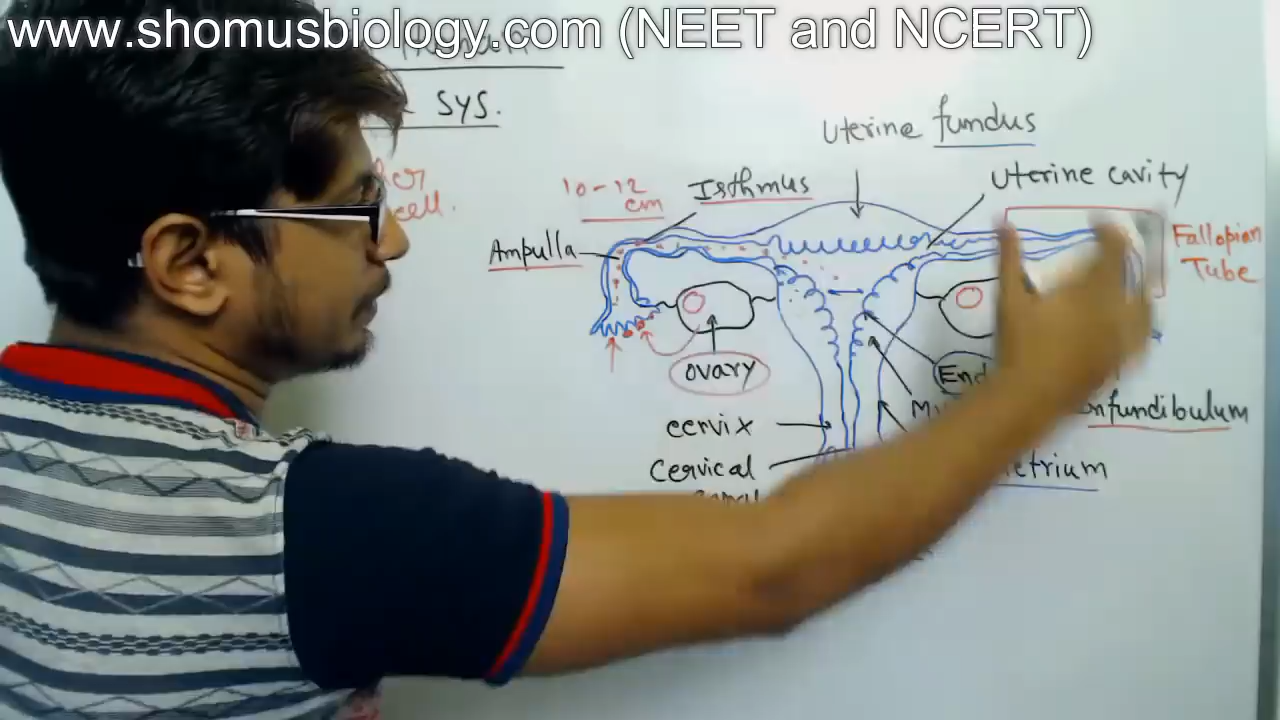 www.shomusbiology.com (NEET and NCERT)
SYS.
cell.
Uterine fundus
10-12
cm
Isthmus
Uterine cavity
Ampulla
Fallopian
Tube
ovary
End
cervix
nfundibulum
Cervical
etrium